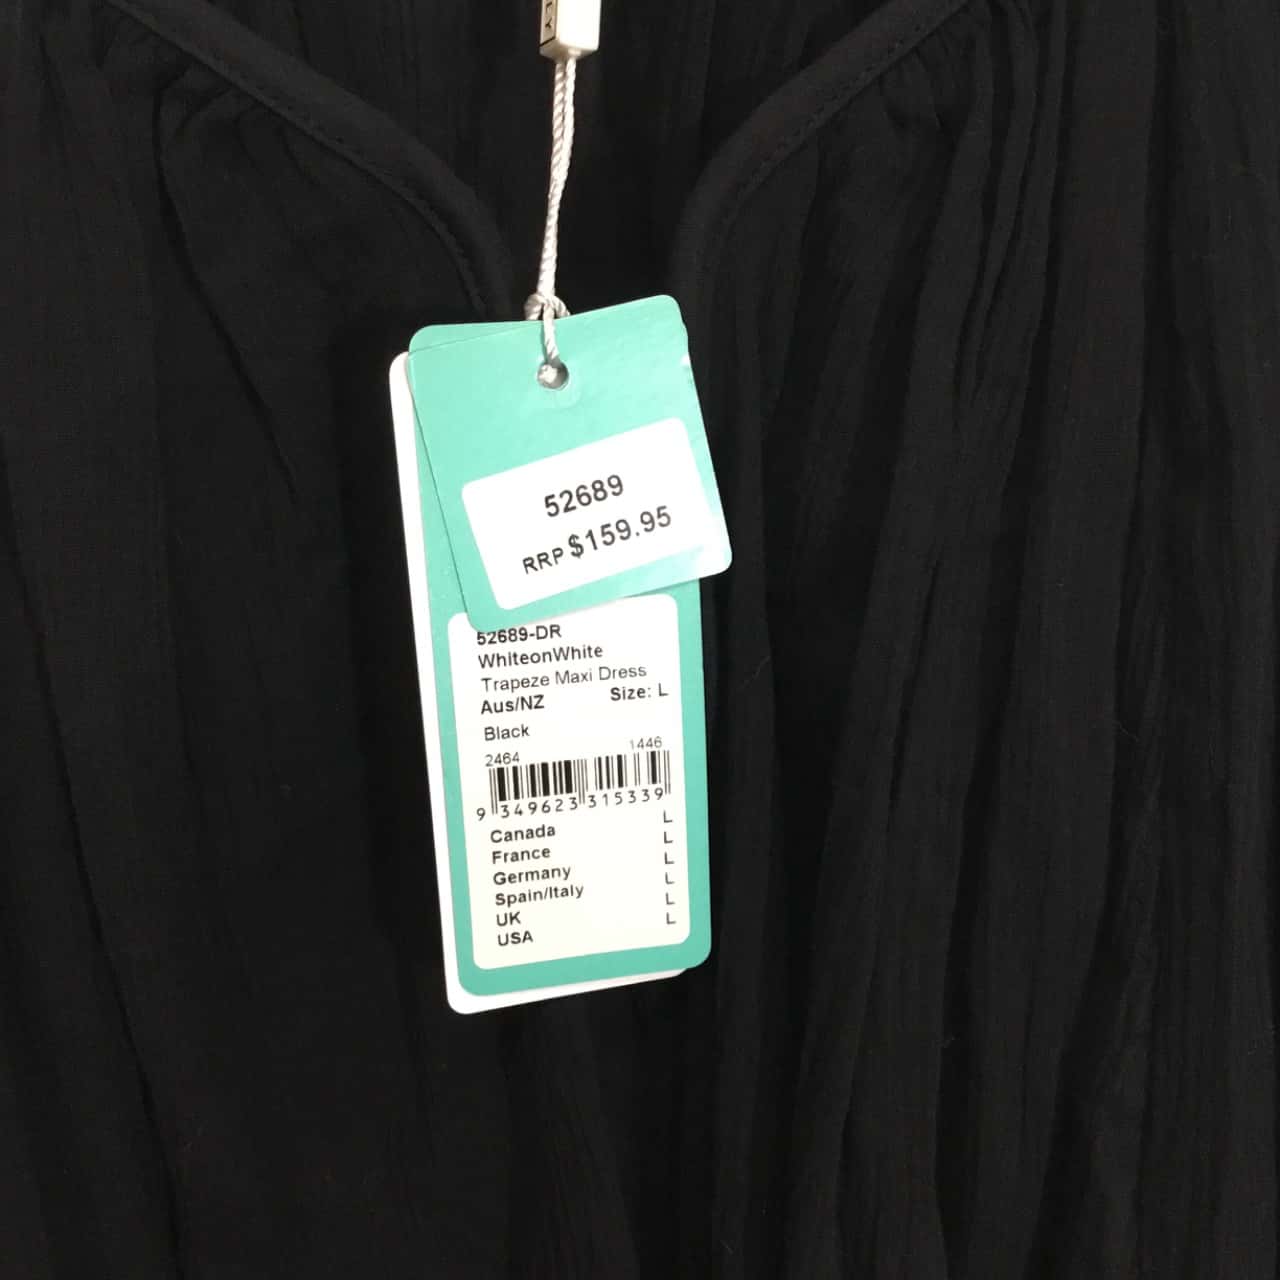 LY
52689
RRP $159.95
52689-DR
WhiteonWhite
Trapeze Maxi Dress
Aus/NZ Size: L
Black
2464 1446
9 349623 315339
Canada L
France L
Germany L
Spain/Italy L
UK L
USA L